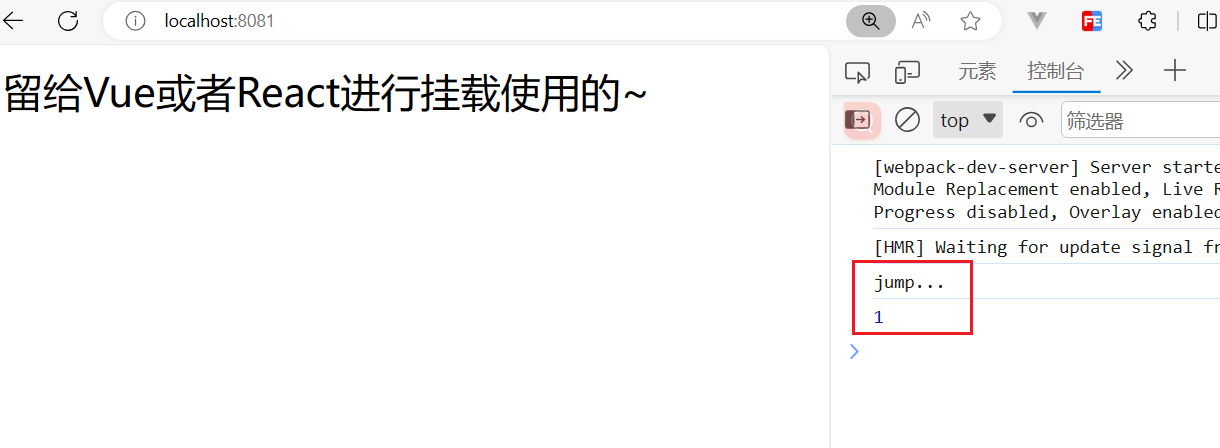 localhost:8081
留给Vue或者React进行挂载使用的~
元素
控制台
top
筛选器
[webpack-dev-server] Server starte
Module Replacement enabled, Live R
Progress disabled, Overlay enabled
[HMR] Waiting for update signal fr
jump...
1